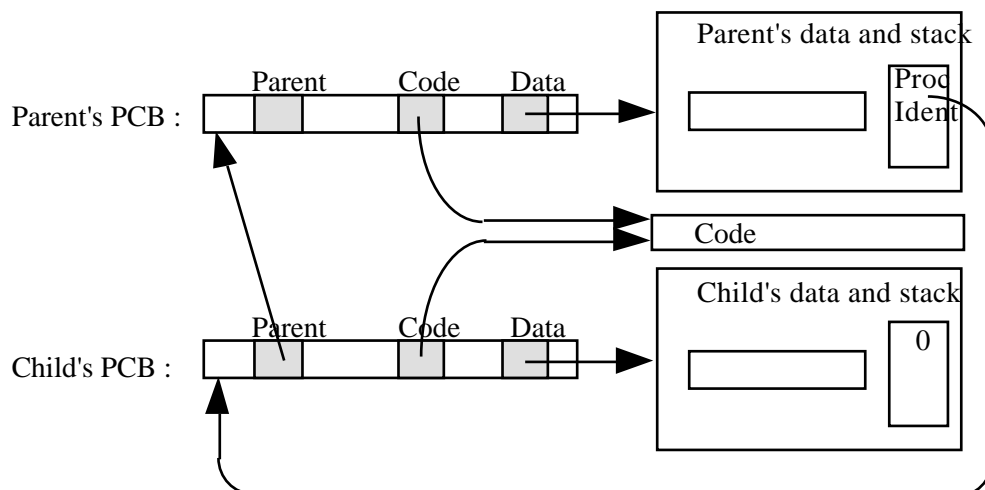 Parent's data and stack
Parent Code Data
Proc
Ident
Parent's PCB :
Code
Child's data and stack
Parent Code Data
0
Child's PCB :